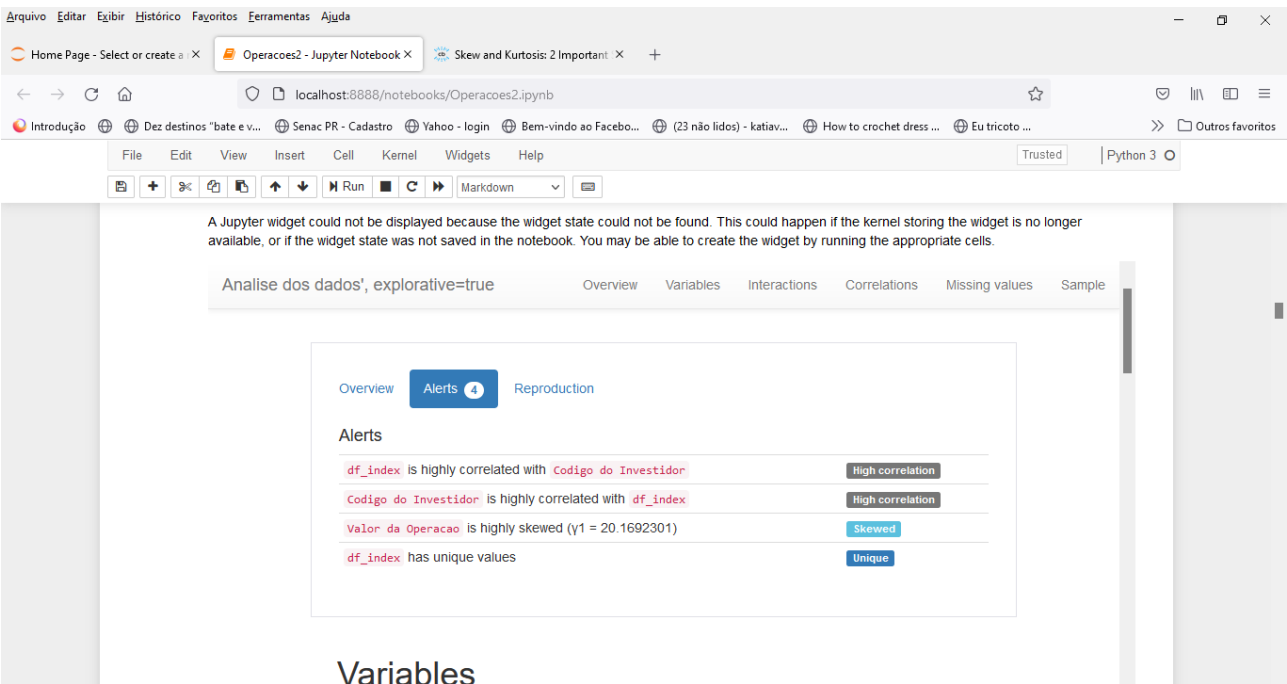 Arquivo Editar Exibir Histórico Favoritos Ferramentas Ajuda
Home Page - Select or create a
Operacoes2 - Jupyter Notebook
Skew and Kurtosis: 2 Important
localhost:8888/notebooks/Operacoes2.ipynb
Introdução Dez destinos "bate e v... Senac PR - Cadastro Yahoo - login Bem-vindo ao Facebo... (23 não lidos) - katiav... How to crochet dress ... Eu tricoto ... Outros favoritos
File Edit View Insert Cell Kernel Widgets Help Trusted Python 3
Run Markdown
A Jupyter widget could not be displayed because the widget state could not be found. This could happen if the kernel storing the widget is no longer
available, or if the widget state was not saved in the notebook. You may be able to create the widget by running the appropriate cells.
Analise dos dados', explorative=true Overview Variables Interactions Correlations Missing values Sample
Overview Alerts 4 Reproduction
Alerts
df_index is highly correlated with Codigo do Investidor High correlation
Codigo do Investidor is highly correlated with df_index High correlation
Valor da Operacao is highly skewed (γ1 = 20.1692301) Skewed
df_index has unique values Unique
Variables